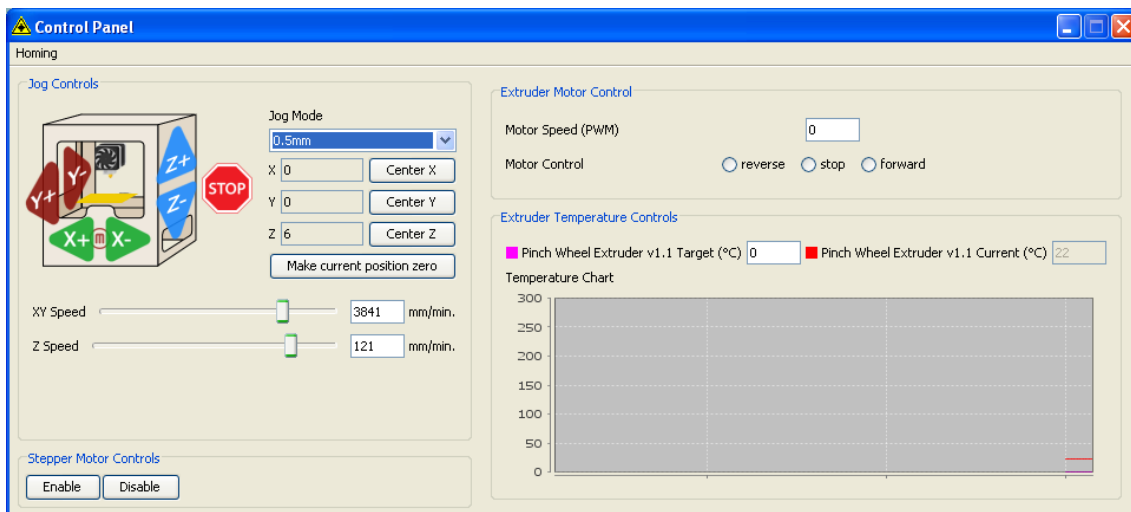 Control Panel
Homing
Jog Controls
Y+ Y-
Z+
Z-
X+ m X-
STOP
Jog Mode
0.5mm
X 0 Center X
Y 0 Center Y
Z 6 Center Z
Make current position zero
XY Speed 3841 mm/min.
Z Speed 121 mm/min.
Stepper Motor Controls
Enable Disable
Extruder Motor Control
Motor Speed (PWM) 0
Motor Control reverse stop forward
Extruder Temperature Controls
Pinch Wheel Extruder v1.1 Target (°C) 0 Pinch Wheel Extruder v1.1 Current (°C) 22
Temperature Chart
300
250
200
150
100
50
0